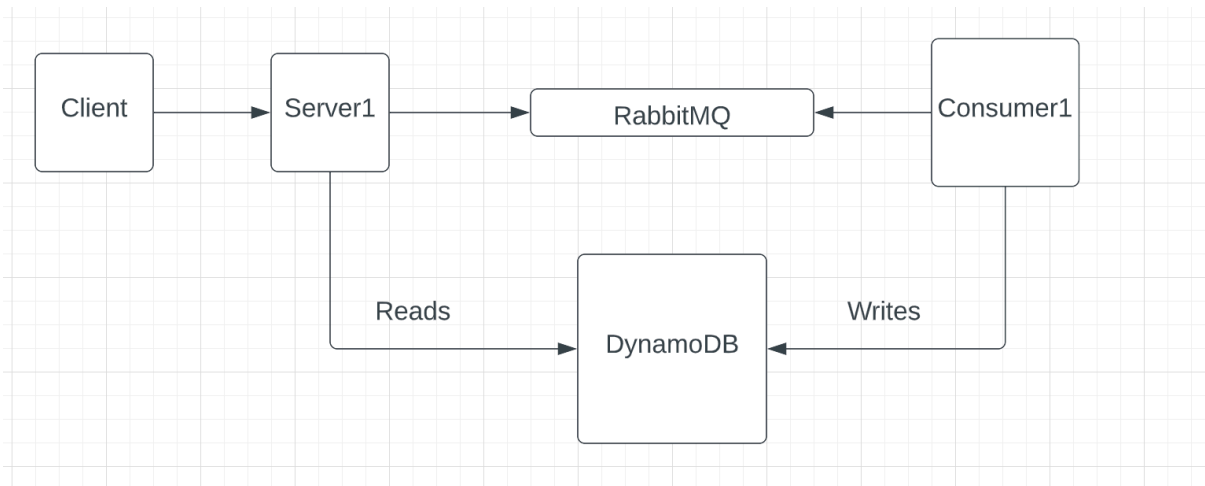 Client
Server1
RabbitMQ
Consumer1
Reads
Writes
DynamoDB